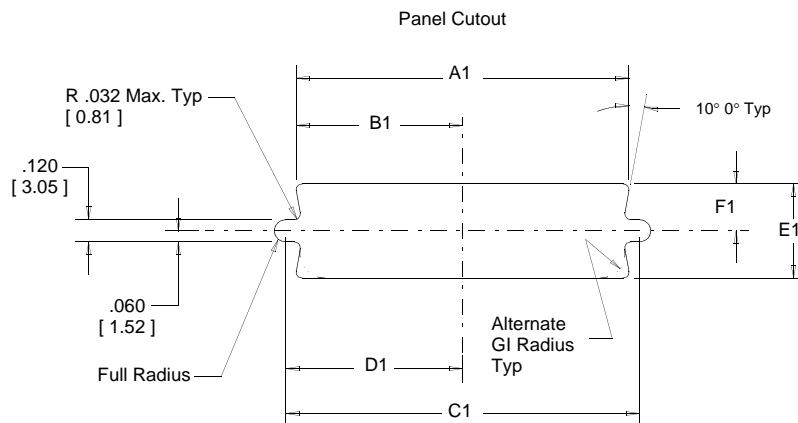 Panel Cutout
A1
R .032 Max. Typ
[ 0.81 ]
10° 0° Typ
B1
.120
[ 3.05 ]
F1
E1
.060
[ 1.52 ]
Alternate
GI Radius
Typ
D1
Full Radius
C1